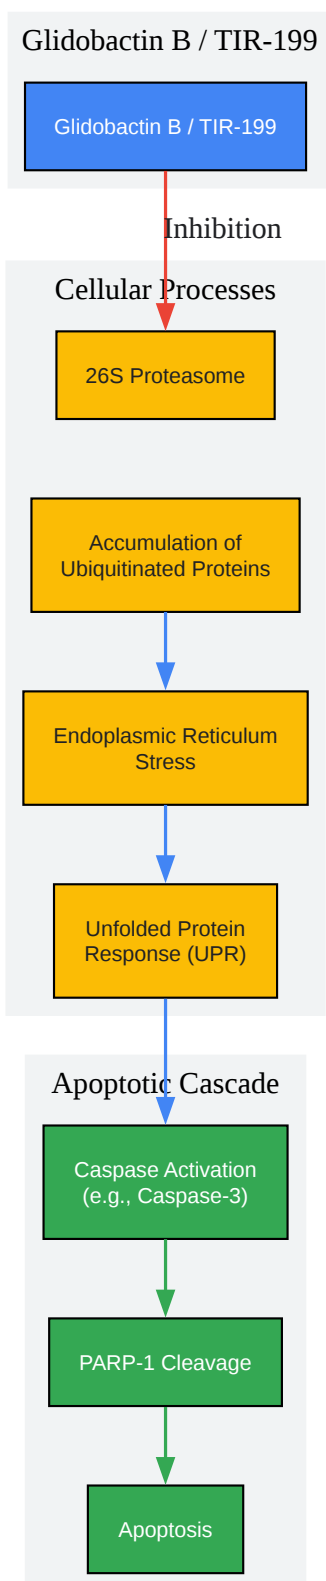 Glidobactin B / TIR-199
Glidobactin B / TIR-199
Inhibition
Cellular Processes
26S Proteasome
Accumulation of
Ubiquitinated Proteins
Endoplasmic Reticulum
Stress
Unfolded Protein
Response (UPR)
Apoptotic Cascade
Caspase Activation
(e.g., Caspase-3)
PARP-1 Cleavage
Apoptosis